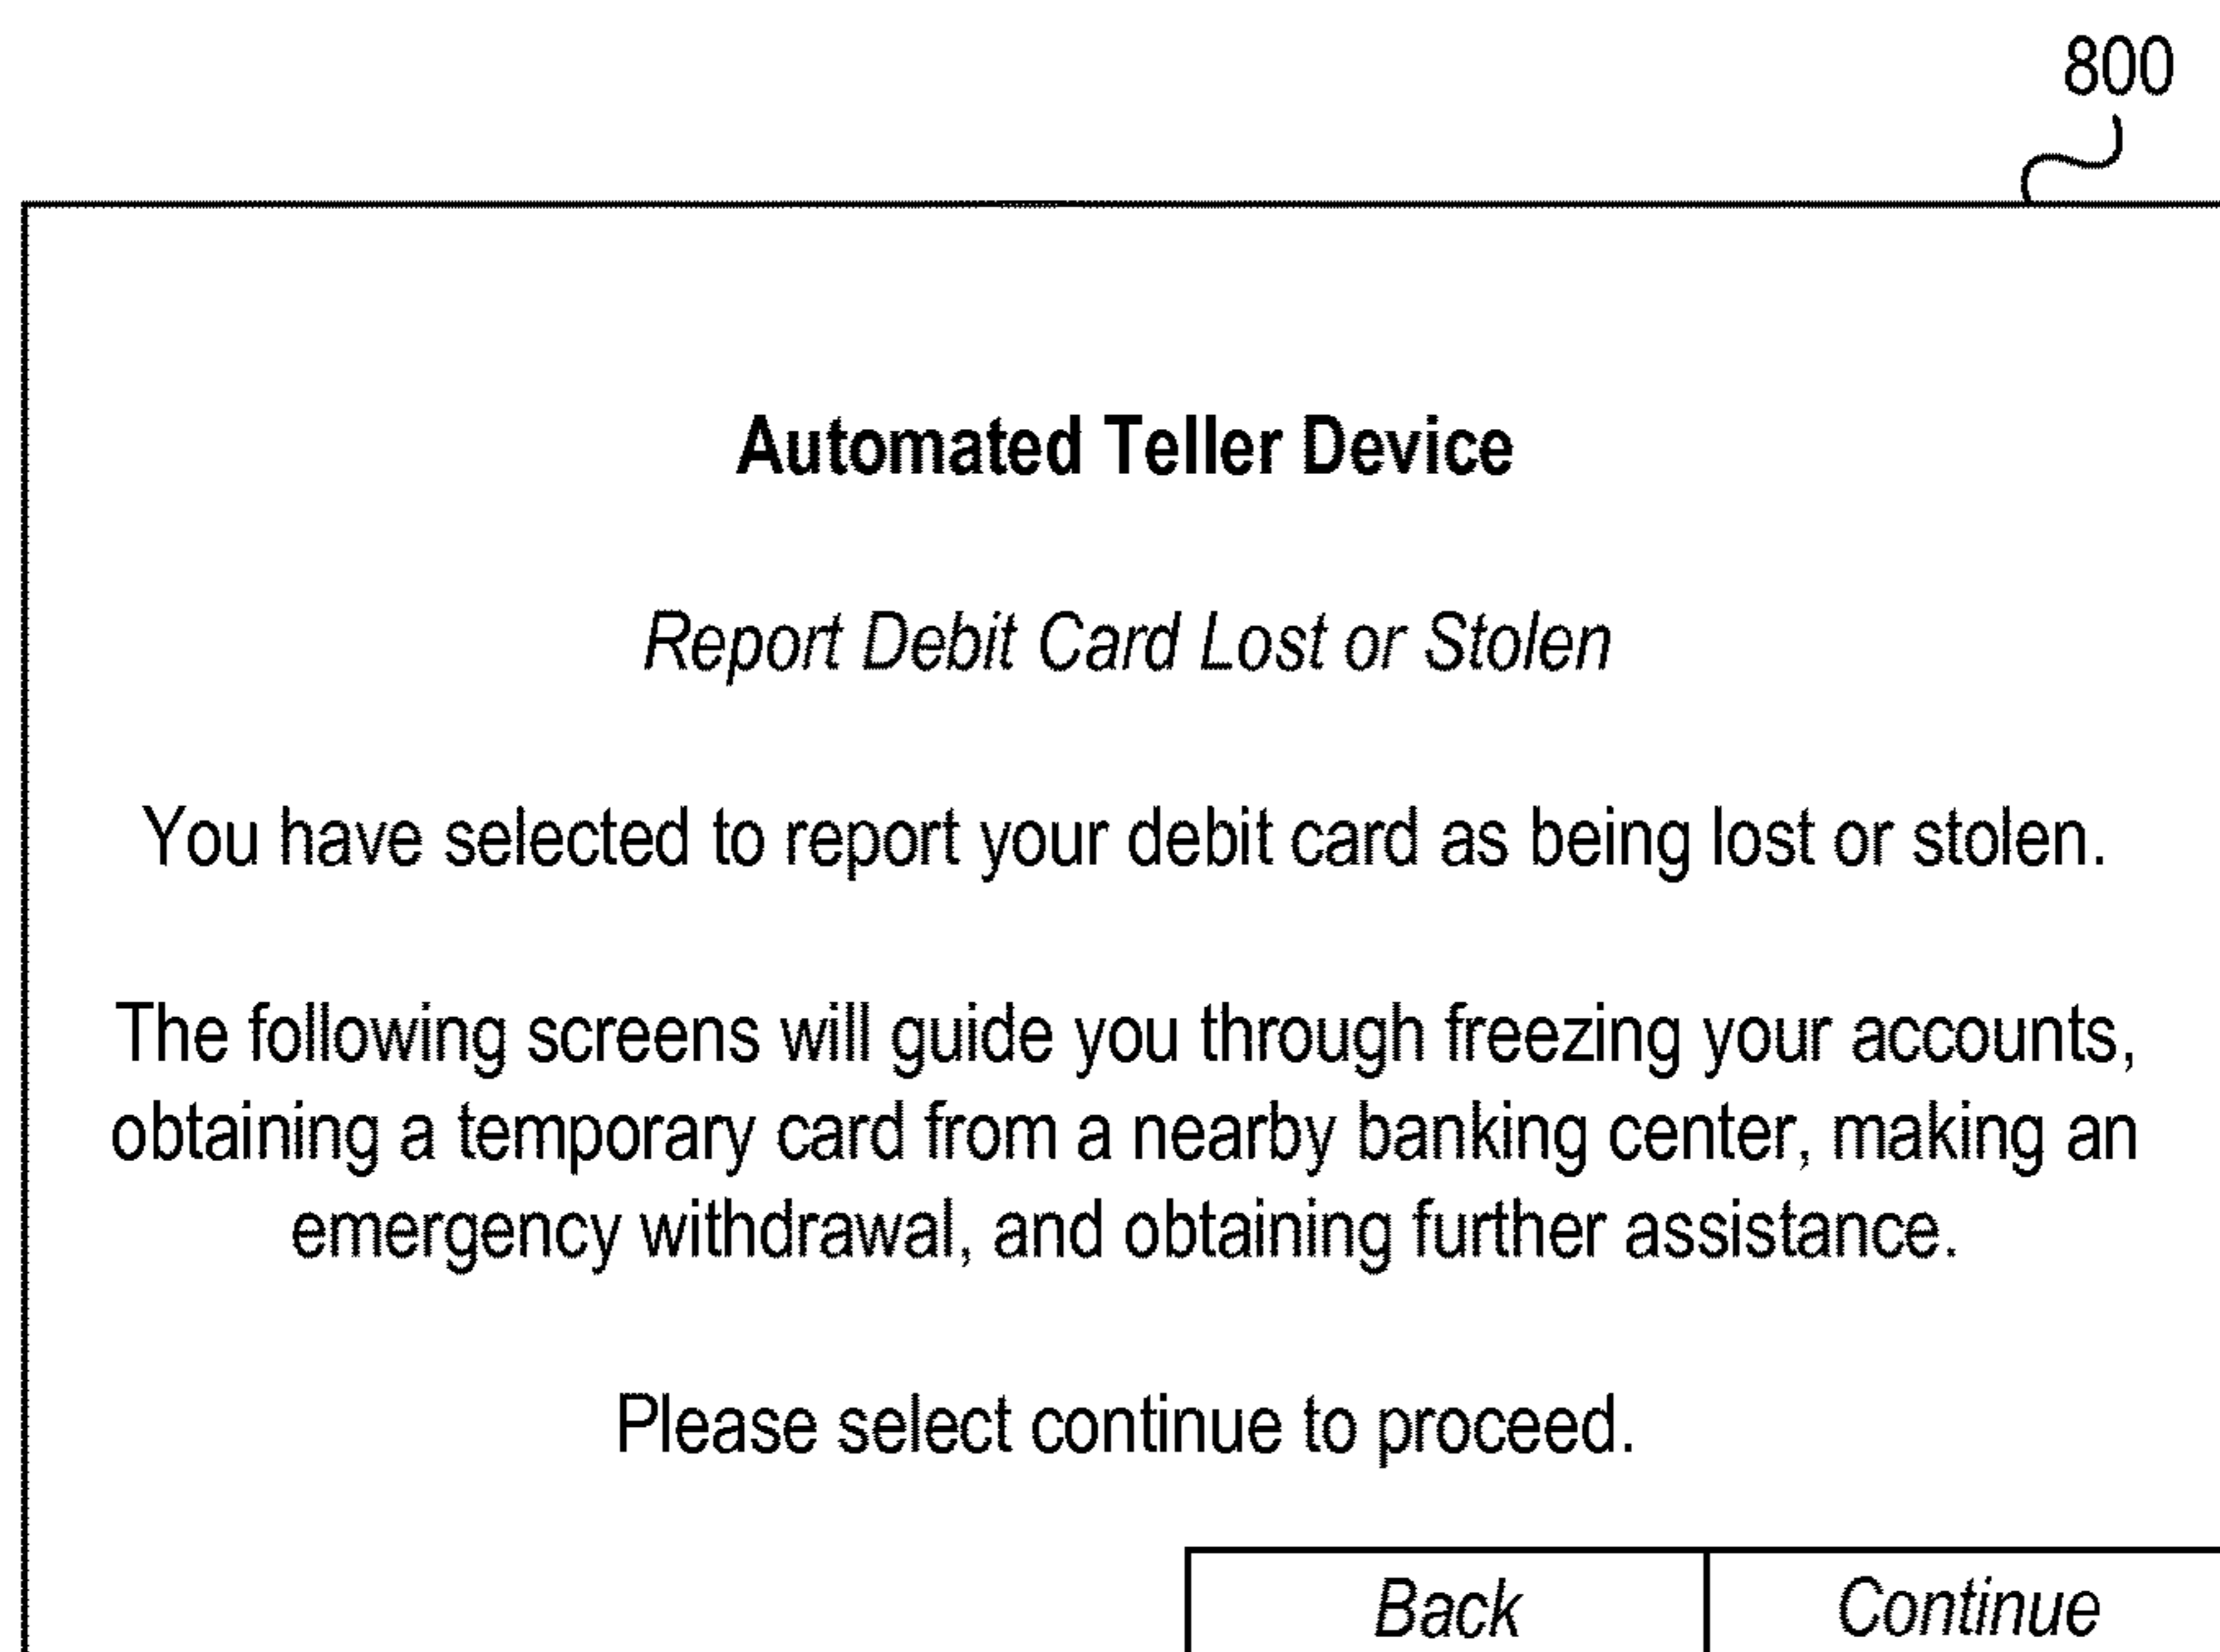 800
Automated Teller Device
Report Debit Card Lost or Stolen
You have selected to report your debit card as being lost or stolen.
The following screens will guide you through freezing your accounts,
obtaining a temporary card from a nearby banking center, making an
emergency withdrawal, and obtaining further assistance.
Please select continue to proceed.
Back Continue